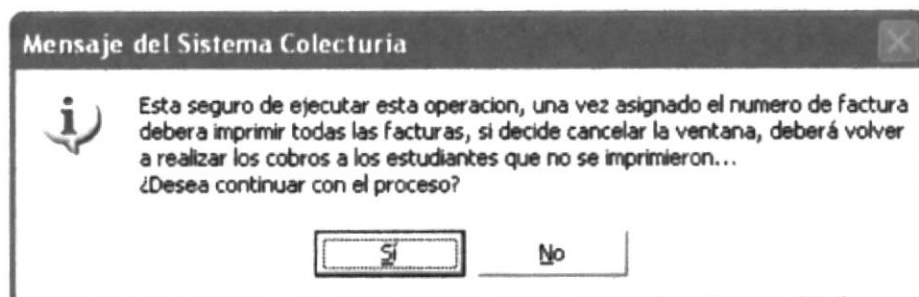 Mensaje del Sistema Colecturia
Esta seguro de ejecutar esta operacion, una vez asignado el numero de factura
debera imprimir todas las facturas, si decide cancelar la ventana, deberá volver
a realizar los cobros a los estudiantes que no se imprimieron...
¿Desea continuar con el proceso?
Sí
No